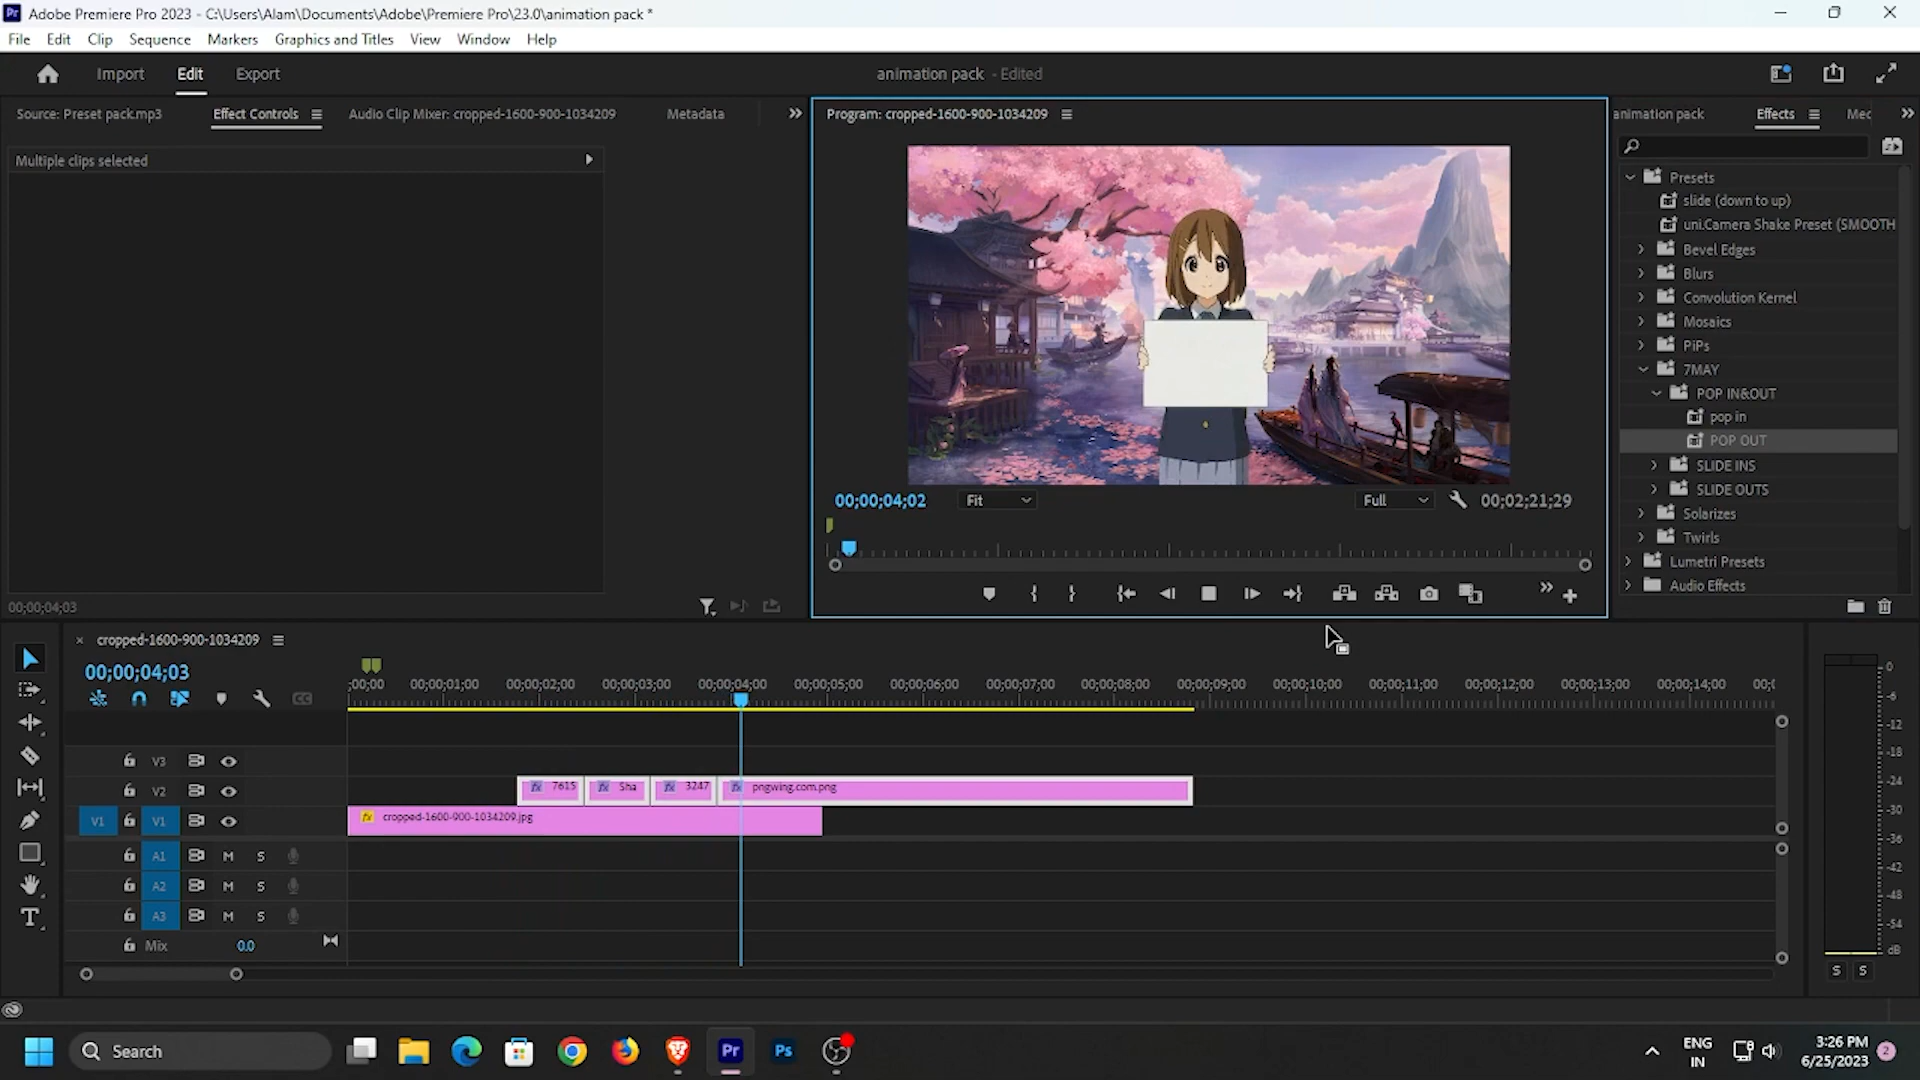 Adobe Premiere Pro 2023 - C:\Users\Alam\Documents\Adobe\Premiere Pro\23.0\animation pack *
File Edit Clip Sequence Markers Graphics and Titles View Window Help
Import Edit Export
animation pack - Edited
Source: Preset pack.mp3 Effect Controls Audio Clip Mixer: cropped-1600-900-1034209 Metadata
Program: cropped-1600-900-1034209
animation pack Effects Mec
Multiple clips selected
Presets
slide (down to up)
uni.Camera Shake Preset (SMOOTH
Bevel Edges
Blurs
Convolution Kernel
Mosaics
PiPs
7MAY
POP IN&OUT
pop in
POP OUT
SLIDE INS
SLIDE OUTS
Solarizes
Twirls
Lumetri Presets
Audio Effects
00;00;04;02 Fit Full 00;02;21;29
00;00;04;03
cropped-1600-900-1034209
00;00;04;03
;00;00 00;00;01;00 00;00;02;00 00;00;03;00 00;00;04;00 00;00;05;00 00;00;06;00 00;00;07;00 00;00;08;00 00;00;09;00 00;00;10;00 00;00;11;00 00;00;12;00 00;00;13;00 00;00;14;00 00;0
CC
V3
V2 fx 7615 fx Sha fx 3247 fx pngwing.com.png
V1 V1 fx cropped-1600-900-1034209.jpg
A1 M S
A2 M S
A3 M S
Mix 0.0
0
-6
-12
-18
-24
-30
-36
-42
-48
-54
dB
S S
Search
Pr Ps
ENG
IN
3:26 PM
6/25/2023
2